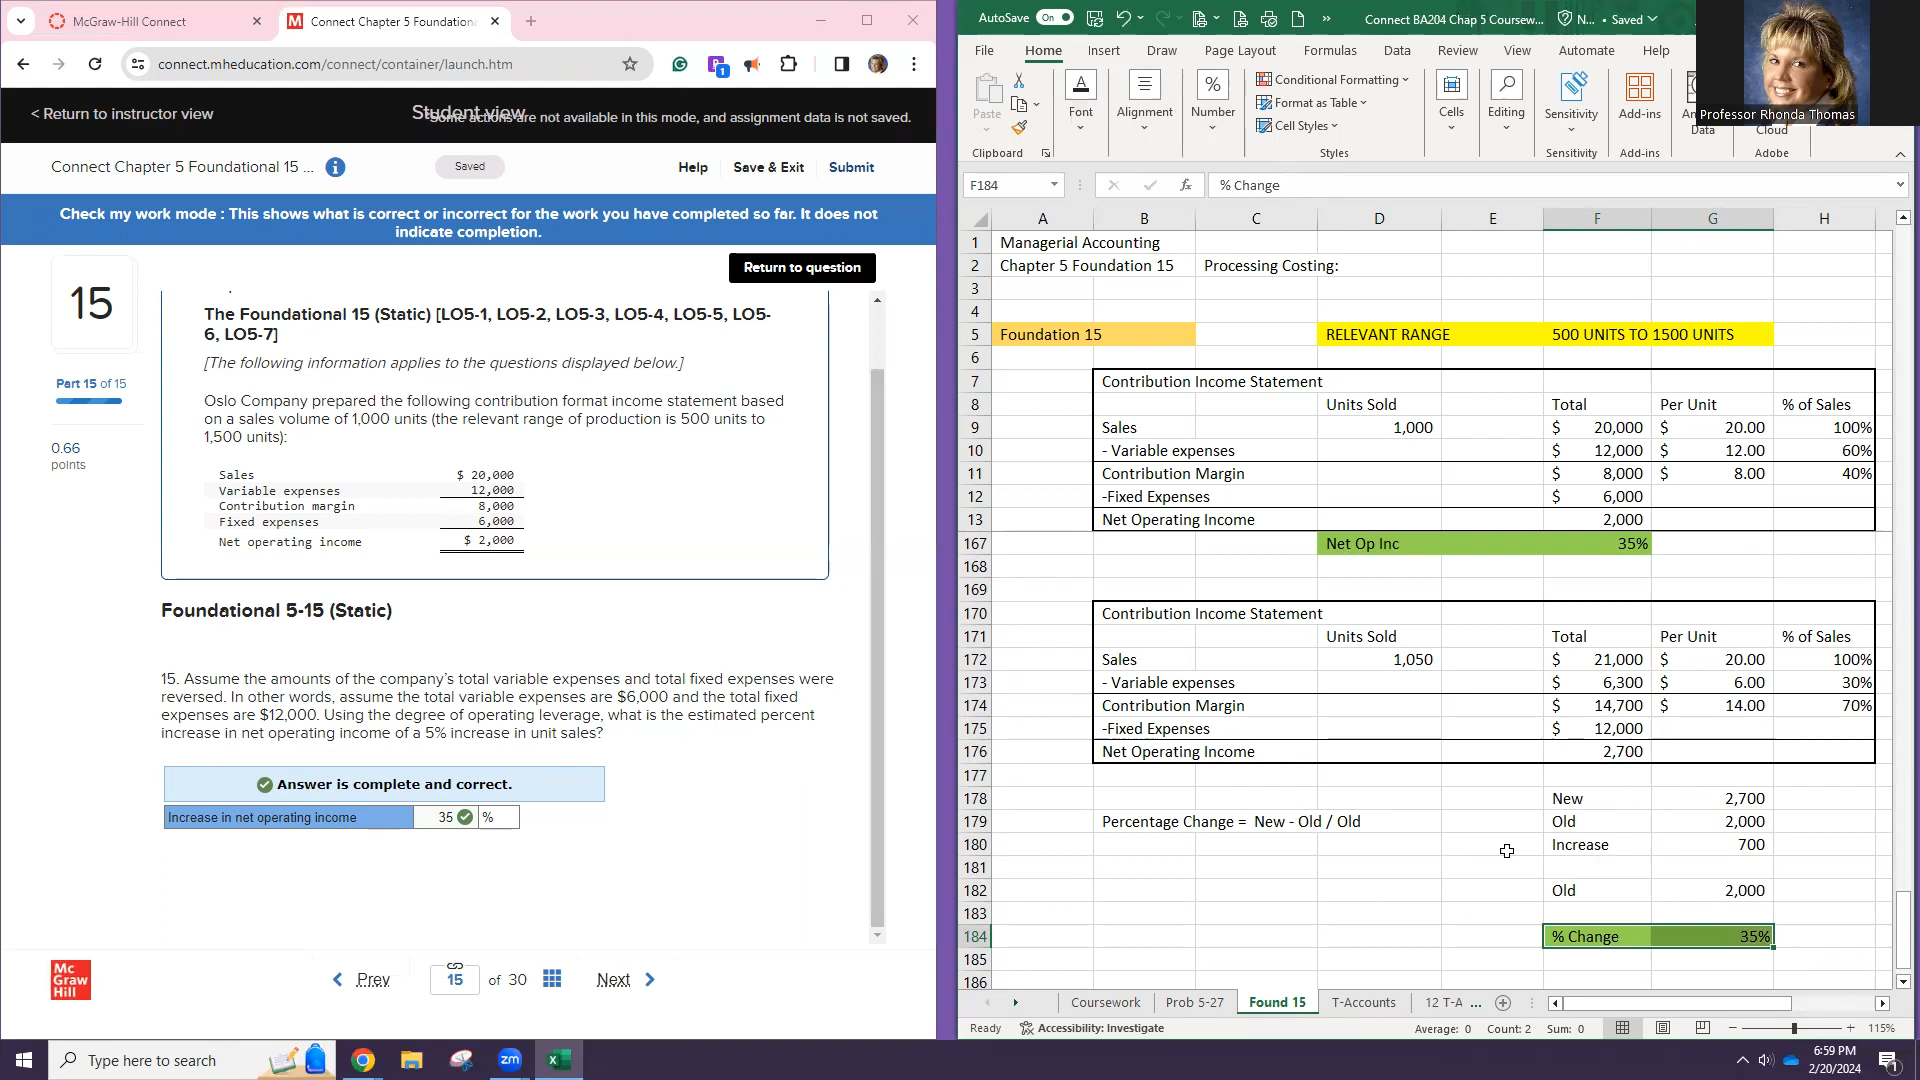 McGraw-Hill Connect
Connect Chapter 5 Foundationa
connect.mheducation.com/connect/container/launch.htm
< Return to instructor view
Student view
are not available in this mode, and assignment data is not saved.
Connect Chapter 5 Foundational 15 ...
Saved
Help
Save & Exit
Submit
Check my work mode : This shows what is correct or incorrect for the work you have completed so far. It does not
indicate completion.
Return to question
15
Part 15 of 15
0.66
points
The Foundational 15 (Static) [LO5-1, LO5-2, LO5-3, LO5-4, LO5-5, LO5-
6, LO5-7]
[The following information applies to the questions displayed below.]
Oslo Company prepared the following contribution format income statement based
on a sales volume of 1,000 units (the relevant range of production is 500 units to
1,500 units):
Sales $ 20,000
Variable expenses 12,000
Contribution margin 8,000
Fixed expenses 6,000
Net operating income $ 2,000
Foundational 5-15 (Static)
15. Assume the amounts of the company's total variable expenses and total fixed expenses were
reversed. In other words, assume the total variable expenses are $6,000 and the total fixed
expenses are $12,000. Using the degree of operating leverage, what is the estimated percent
increase in net operating income of a 5% increase in unit sales?
Answer is complete and correct.
Increase in net operating income 35 %
Mc
Graw
Hill
Prev
15 of 30
Next
AutoSave On
Connect BA204 Chap 5 Coursew...
N... • Saved
File Home Insert Draw Page Layout Formulas Data Review View Automate Help
Paste
Font
Alignment
Number
Conditional Formatting
Format as Table
Cell Styles
Cells
Editing
Sensitivity
Add-ins
Data
Cloud
Professor Rhonda Thomas
Clipboard
Styles
Sensitivity
Add-ins
Adobe
F184
fx
% Change
A B C D E F G H
1 Managerial Accounting
2 Chapter 5 Foundation 15 Processing Costing:
3
4
5 Foundation 15 RELEVANT RANGE 500 UNITS TO 1500 UNITS
6
7 Contribution Income Statement
8 Units Sold Total Per Unit % of Sales
9 Sales 1,000 $ 20,000 $ 20.00 100%
10 - Variable expenses $ 12,000 $ 12.00 60%
11 Contribution Margin $ 8,000 $ 8.00 40%
12 -Fixed Expenses $ 6,000
13 Net Operating Income 2,000
167 Net Op Inc 35%
168
169
170 Contribution Income Statement
171 Units Sold Total Per Unit % of Sales
172 Sales 1,050 $ 21,000 $ 20.00 100%
173 - Variable expenses $ 6,300 $ 6.00 30%
174 Contribution Margin $ 14,700 $ 14.00 70%
175 -Fixed Expenses $ 12,000
176 Net Operating Income 2,700
177
178 New 2,700
179 Percentage Change = New - Old / Old Old 2,000
180 Increase 700
181
182 Old 2,000
183
184 % Change 35%
185
186
Coursework Prob 5-27 Found 15 T-Accounts 12 T-A ...
Ready Accessibility: Investigate Average: 0 Count: 2 Sum: 0 115%
Type here to search
zm
6:59 PM
2/20/2024